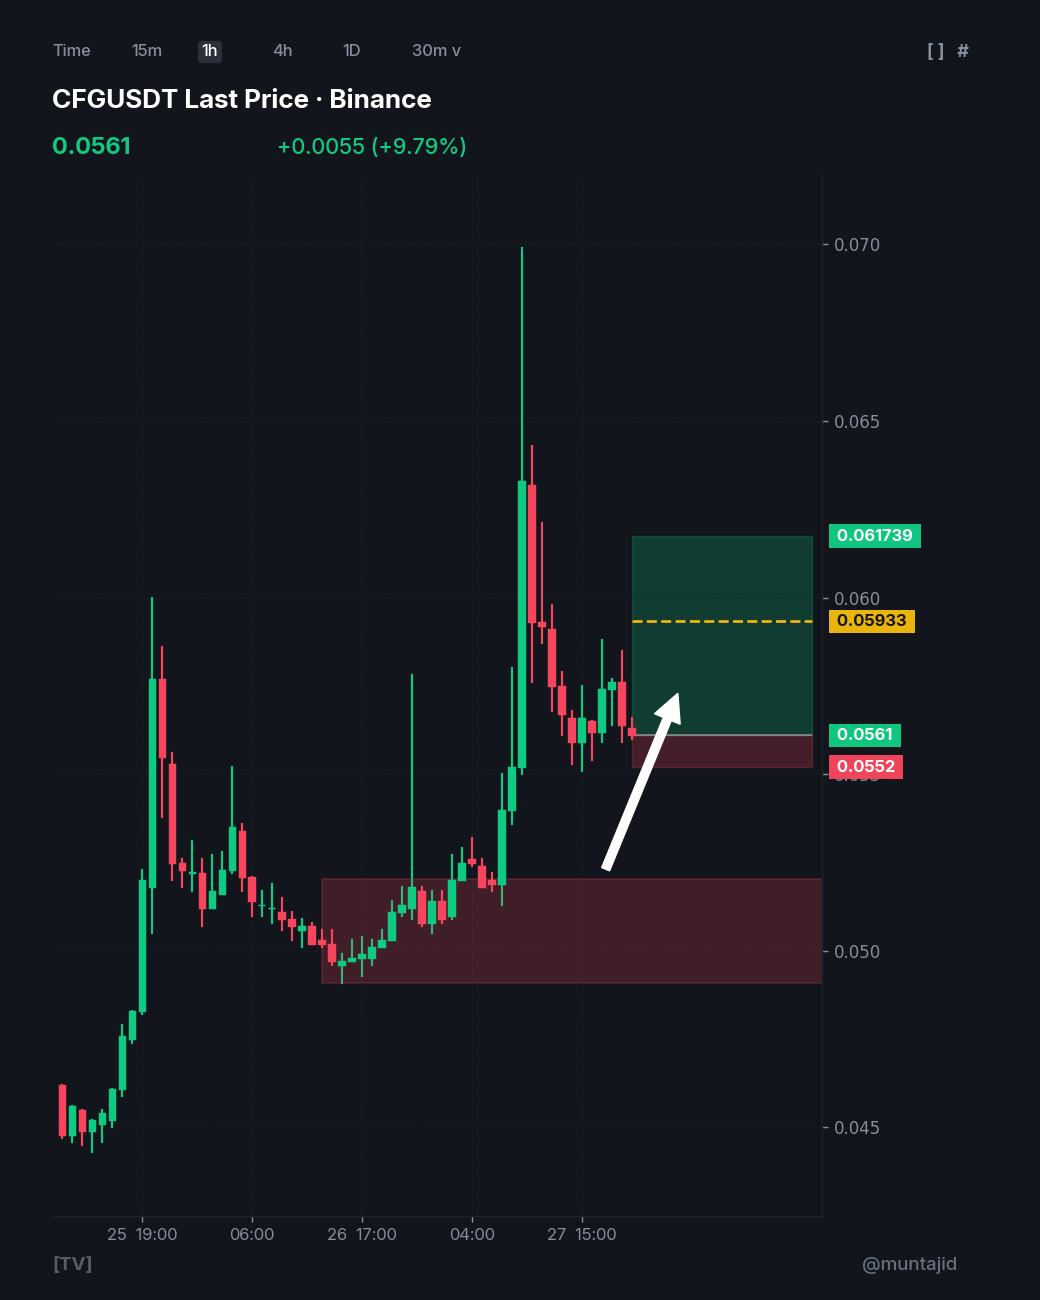 Time 15m 1h 4h 1D 30m v [ ] #
CFGUSDT Last Price · Binance
0.0561 +0.0055 (+9.79%)
0.070
0.065
0.061739
0.060
0.05933
0.0561
0.0552
0.050
0.045
25 19:00 06:00 26 17:00 04:00 27 15:00
[TV] @muntajid